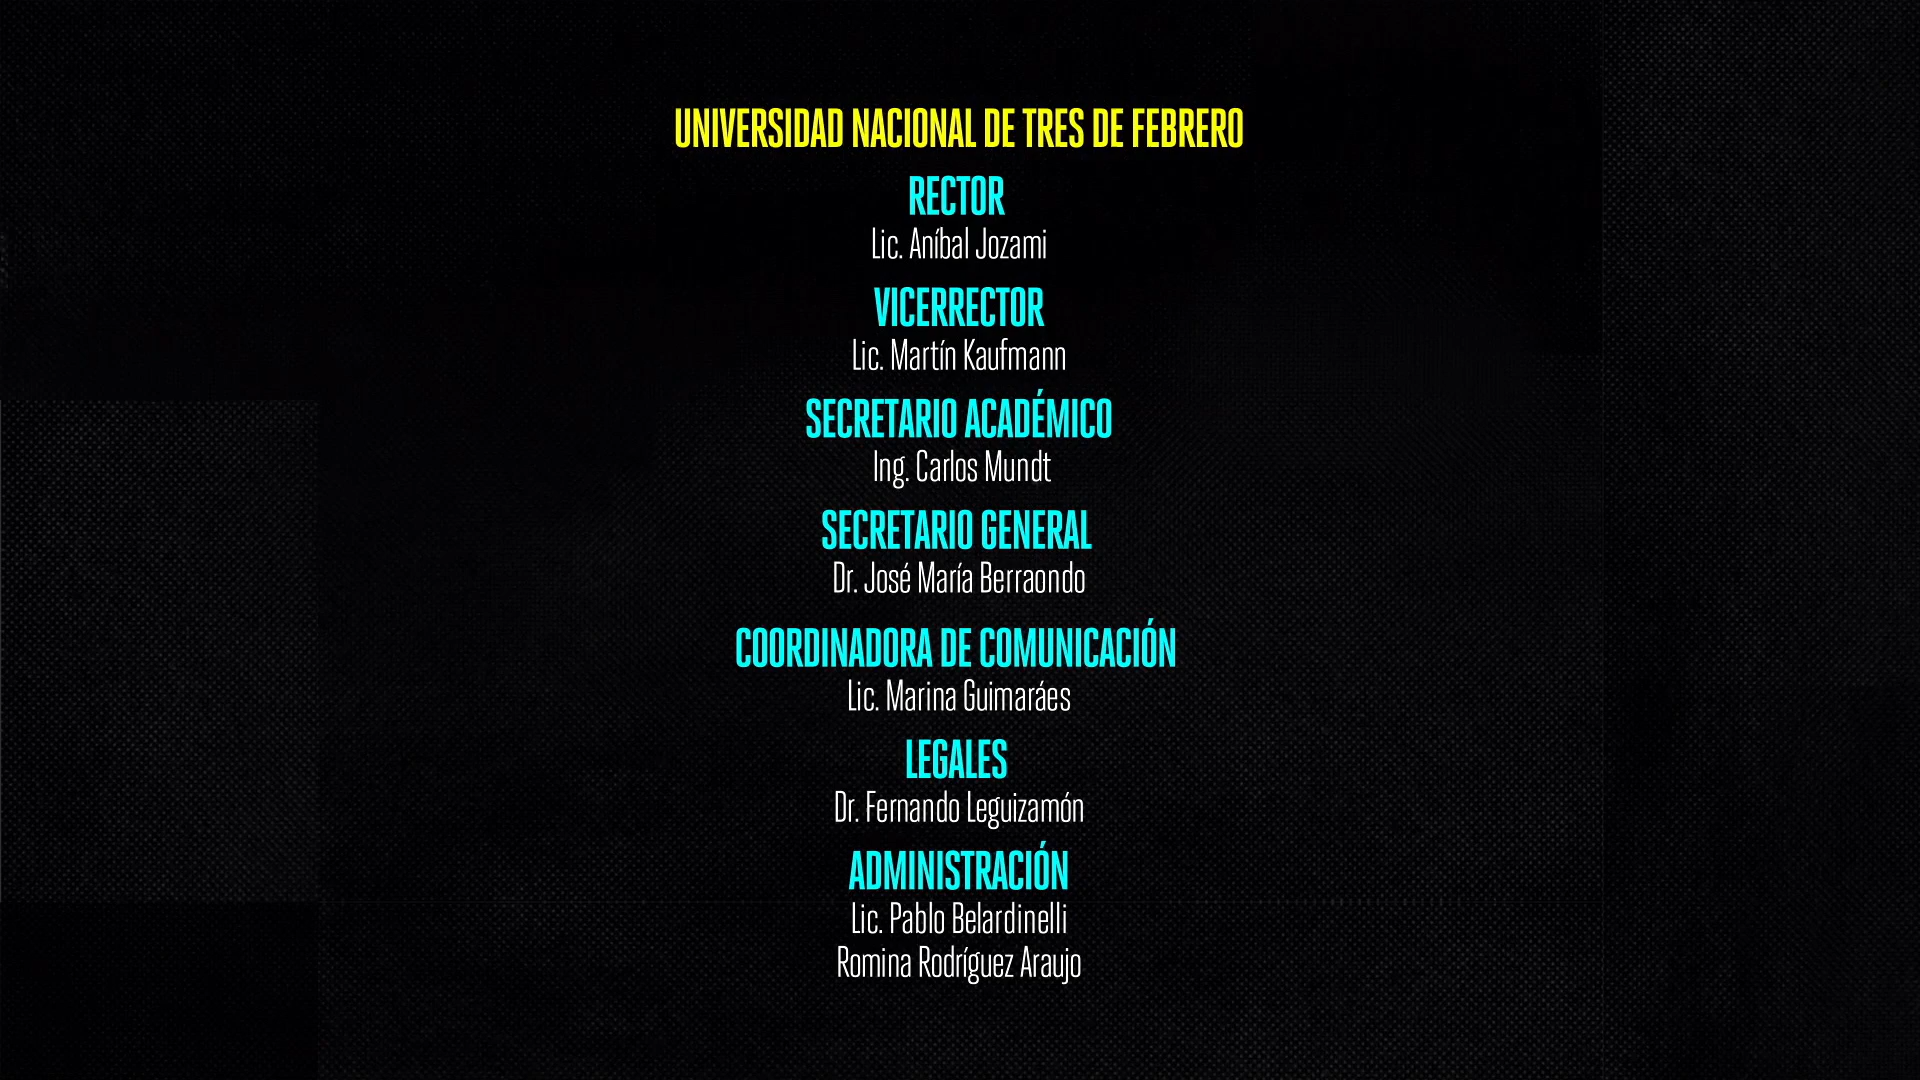 UNIVERSIDAD NACIONAL DE TRES DE FEBRERO
RECTOR
Lic. Aníbal Jozami
VICERRECTOR
Lic. Martín Kaufmann
SECRETARIO ACADÉMICO
Ing. Carlos Mundt
SECRETARIO GENERAL
Dr. José María Berraondo
COORDINADORA DE COMUNICACIÓN
Lic. Marina Guimaráes
LEGALES
Dr. Fernando Leguizamón
ADMINISTRACIÓN
Lic. Pablo Belardinelli
Romina Rodríguez Araujo